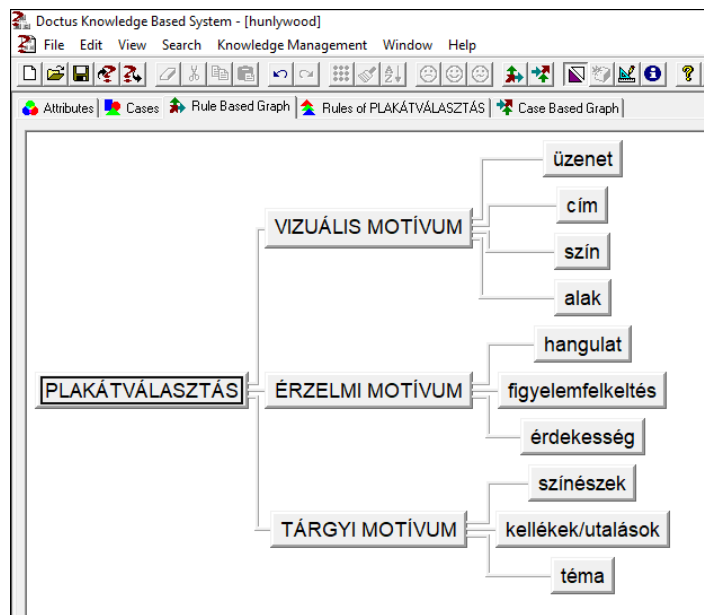 Doctus Knowledge Based System - [hunlywood]
File Edit View Search Knowledge Management Window Help
Attributes Cases Rule Based Graph Rules of PLAKÁTVÁLASZTÁS Case Based Graph
üzenet
cím
VIZUÁLIS MOTÍVUM
szín
alak
hangulat
PLAKÁTVÁLASZTÁS ÉRZELMI MOTÍVUM figyelemfelkeltés
érdekesség
színészek
TÁRGYI MOTÍVUM kellékek/utalások
téma